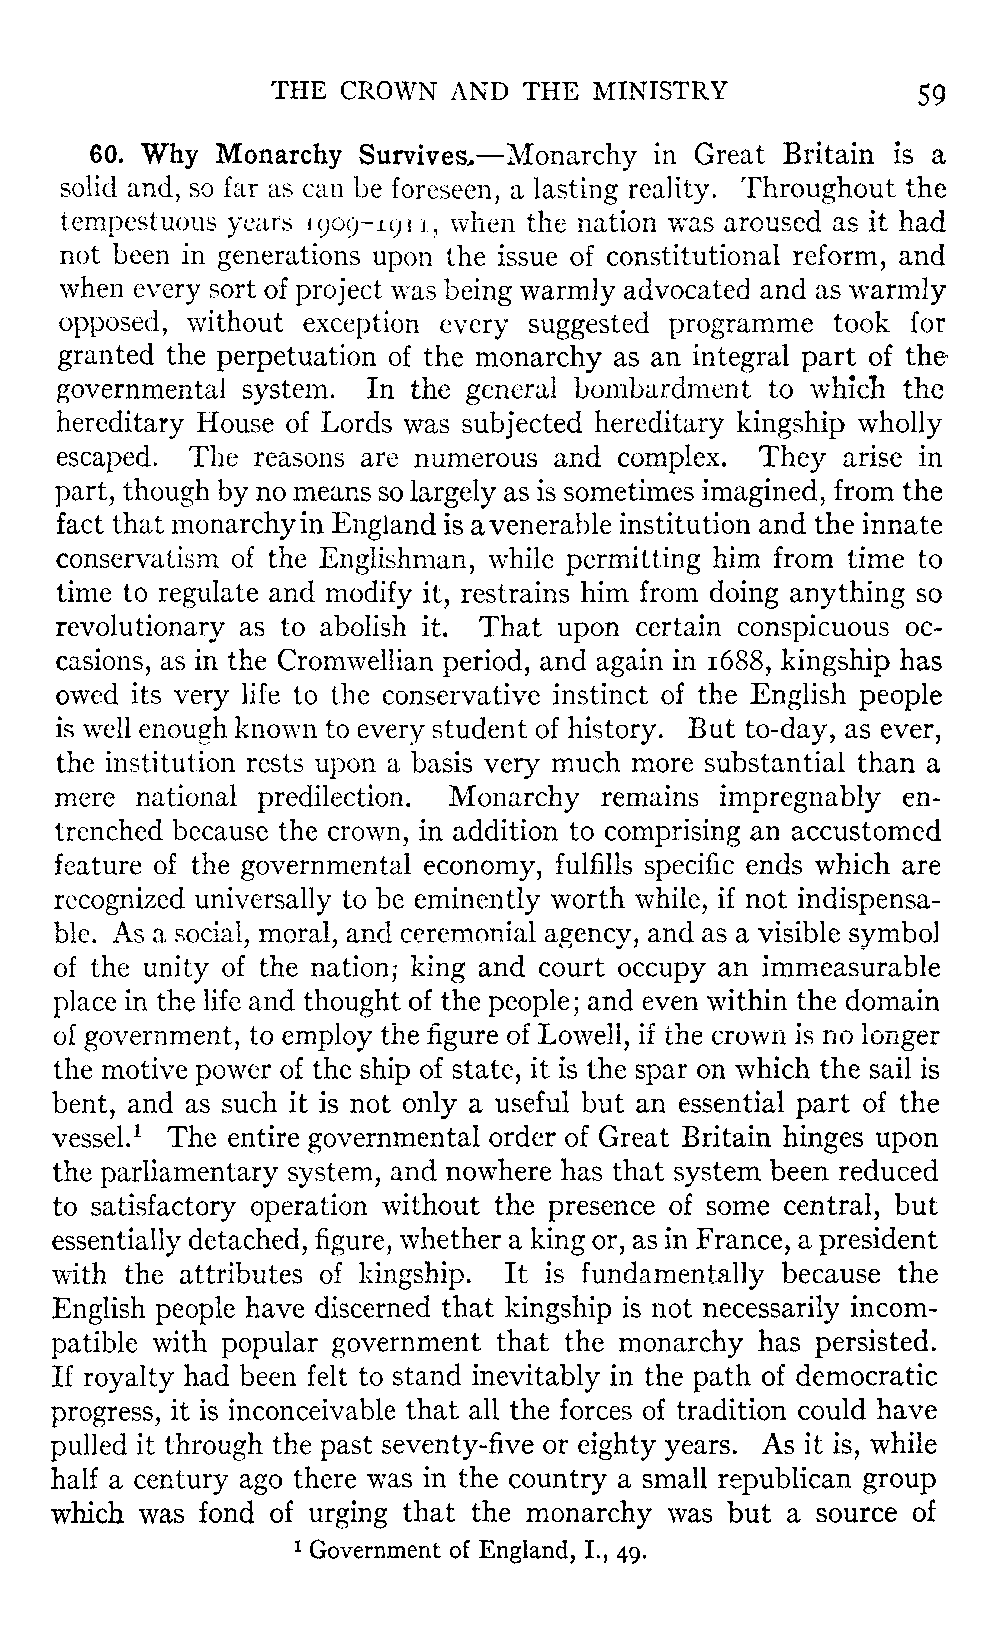 THE CROWN AND THE MINISTRY 59
60. Why Monarchy Survives.—Monarchy in Great Britain is a
solid and, so far as can be foreseen, a lasting reality. Throughout the
tempestuous years 1909–1911, when the nation was aroused as it had
not been in generations upon the issue of constitutional reform, and
when every sort of project was being warmly advocated and as warmly
opposed, without exception every suggested programme took for
granted the perpetuation of the monarchy as an integral part of the
governmental system. In the general bombardment to which the
hereditary House of Lords was subjected hereditary kingship wholly
escaped. The reasons are numerous and complex. They arise in
part, though by no means so largely as is sometimes imagined, from the
fact that monarchy in England is a venerable institution and the innate
conservatism of the Englishman, while permitting him from time to
time to regulate and modify it, restrains him from doing anything so
revolutionary as to abolish it. That upon certain conspicuous oc-
casions, as in the Cromwellian period, and again in 1688, kingship has
owed its very life to the conservative instinct of the English people
is well enough known to every student of history. But to-day, as ever,
the institution rests upon a basis very much more substantial than a
mere national predilection. Monarchy remains impregnably en-
trenched because the crown, in addition to comprising an accustomed
feature of the governmental economy, fulfills specific ends which are
recognized universally to be eminently worth while, if not indispensa-
ble. As a social, moral, and ceremonial agency, and as a visible symbol
of the unity of the nation; king and court occupy an immeasurable
place in the life and thought of the people; and even within the domain
of government, to employ the figure of Lowell, if the crown is no longer
the motive power of the ship of state, it is the spar on which the sail is
bent, and as such it is not only a useful but an essential part of the
vessel.¹ The entire governmental order of Great Britain hinges upon
the parliamentary system, and nowhere has that system been reduced
to satisfactory operation without the presence of some central, but
essentially detached, figure, whether a king or, as in France, a president
with the attributes of kingship. It is fundamentally because the
English people have discerned that kingship is not necessarily incom-
patible with popular government that the monarchy has persisted.
If royalty had been felt to stand inevitably in the path of democratic
progress, it is inconceivable that all the forces of tradition could have
pulled it through the past seventy-five or eighty years. As it is, while
half a century ago there was in the country a small republican group
which was fond of urging that the monarchy was but a source of
¹ Government of England, I., 49.